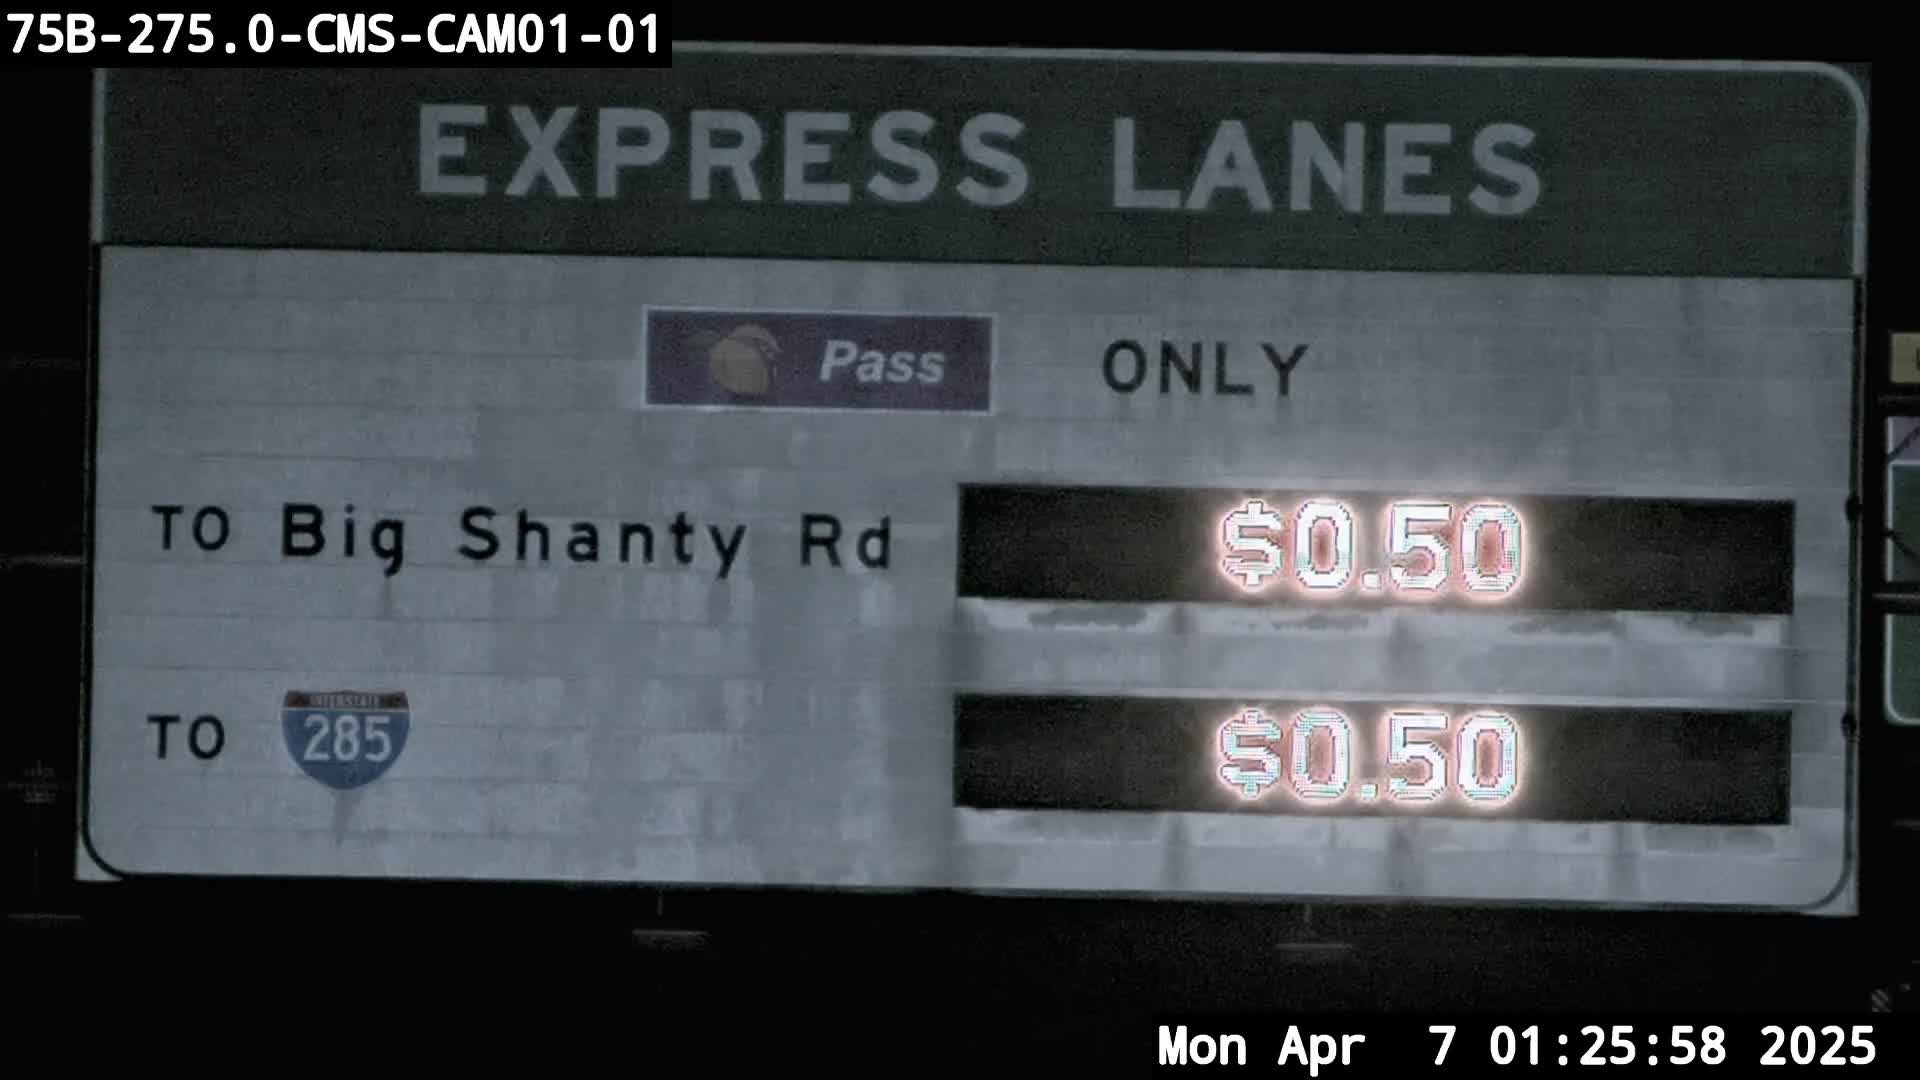 75B-275.0-CMS-CAM01-01
EXPRESS LANES
Pass ONLY
TO Big Shanty Rd $0.50
TO INTERSTATE 285 $0.50
Mon Apr 7 01:25:58 2025